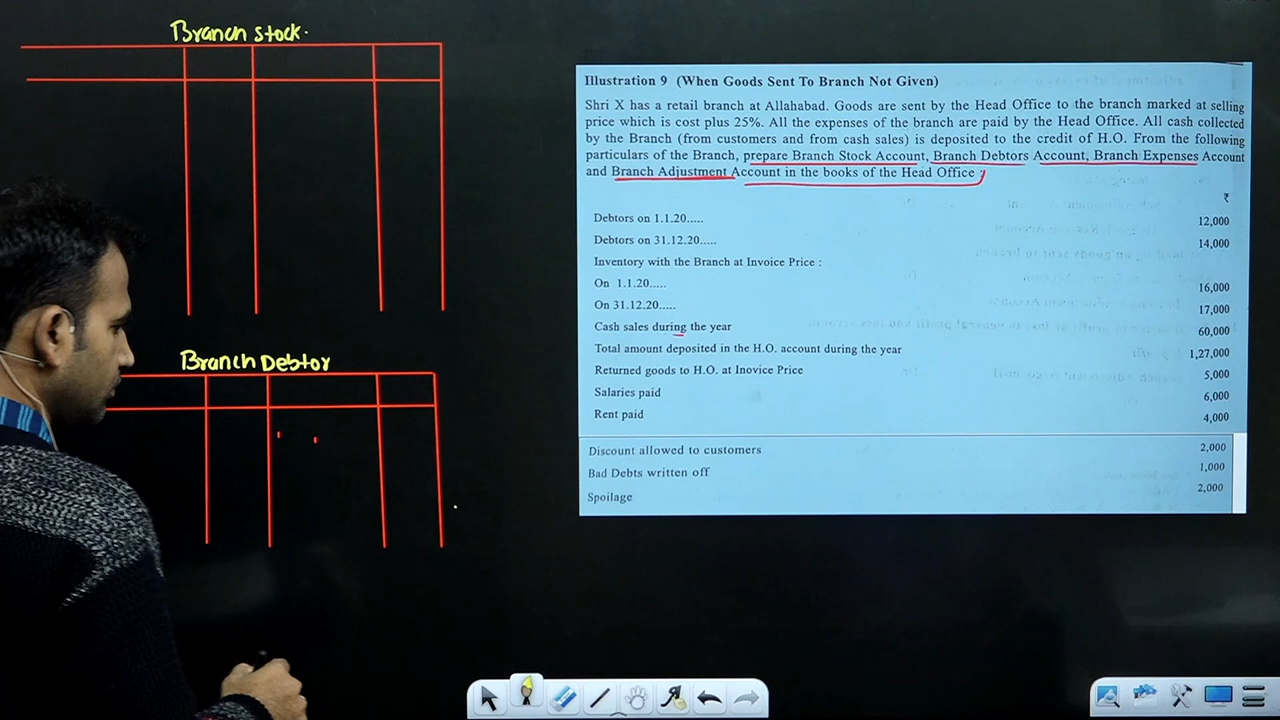 Branch Stock.
Illustration 9 (When Goods Sent To Branch Not Given)
Shri X has a retail branch at Allahabad. Goods are sent by the Head Office to the branch marked at selling
price which is cost plus 25%. All the expenses of the branch are paid by the Head Office. All cash collected
by the Branch (from customers and from cash sales) is deposited to the credit of H.O. From the following
particulars of the Branch, prepare Branch Stock Account, Branch Debtors Account, Branch Expenses Account
and Branch Adjustment Account in the books of the Head Office :
₹
Debtors on 1.1.20..... 12,000
Debtors on 31.12.20..... 14,000
Inventory with the Branch at Invoice Price :
On 1.1.20..... 16,000
On 31.12.20..... 17,000
Cash sales during the year 60,000
Total amount deposited in the H.O. account during the year 1,27,000
Returned goods to H.O. at Inovice Price 5,000
Salaries paid 6,000
Rent paid 4,000
Discount allowed to customers 2,000
Bad Debts written off 1,000
Spoilage 2,000
Branch Debtor